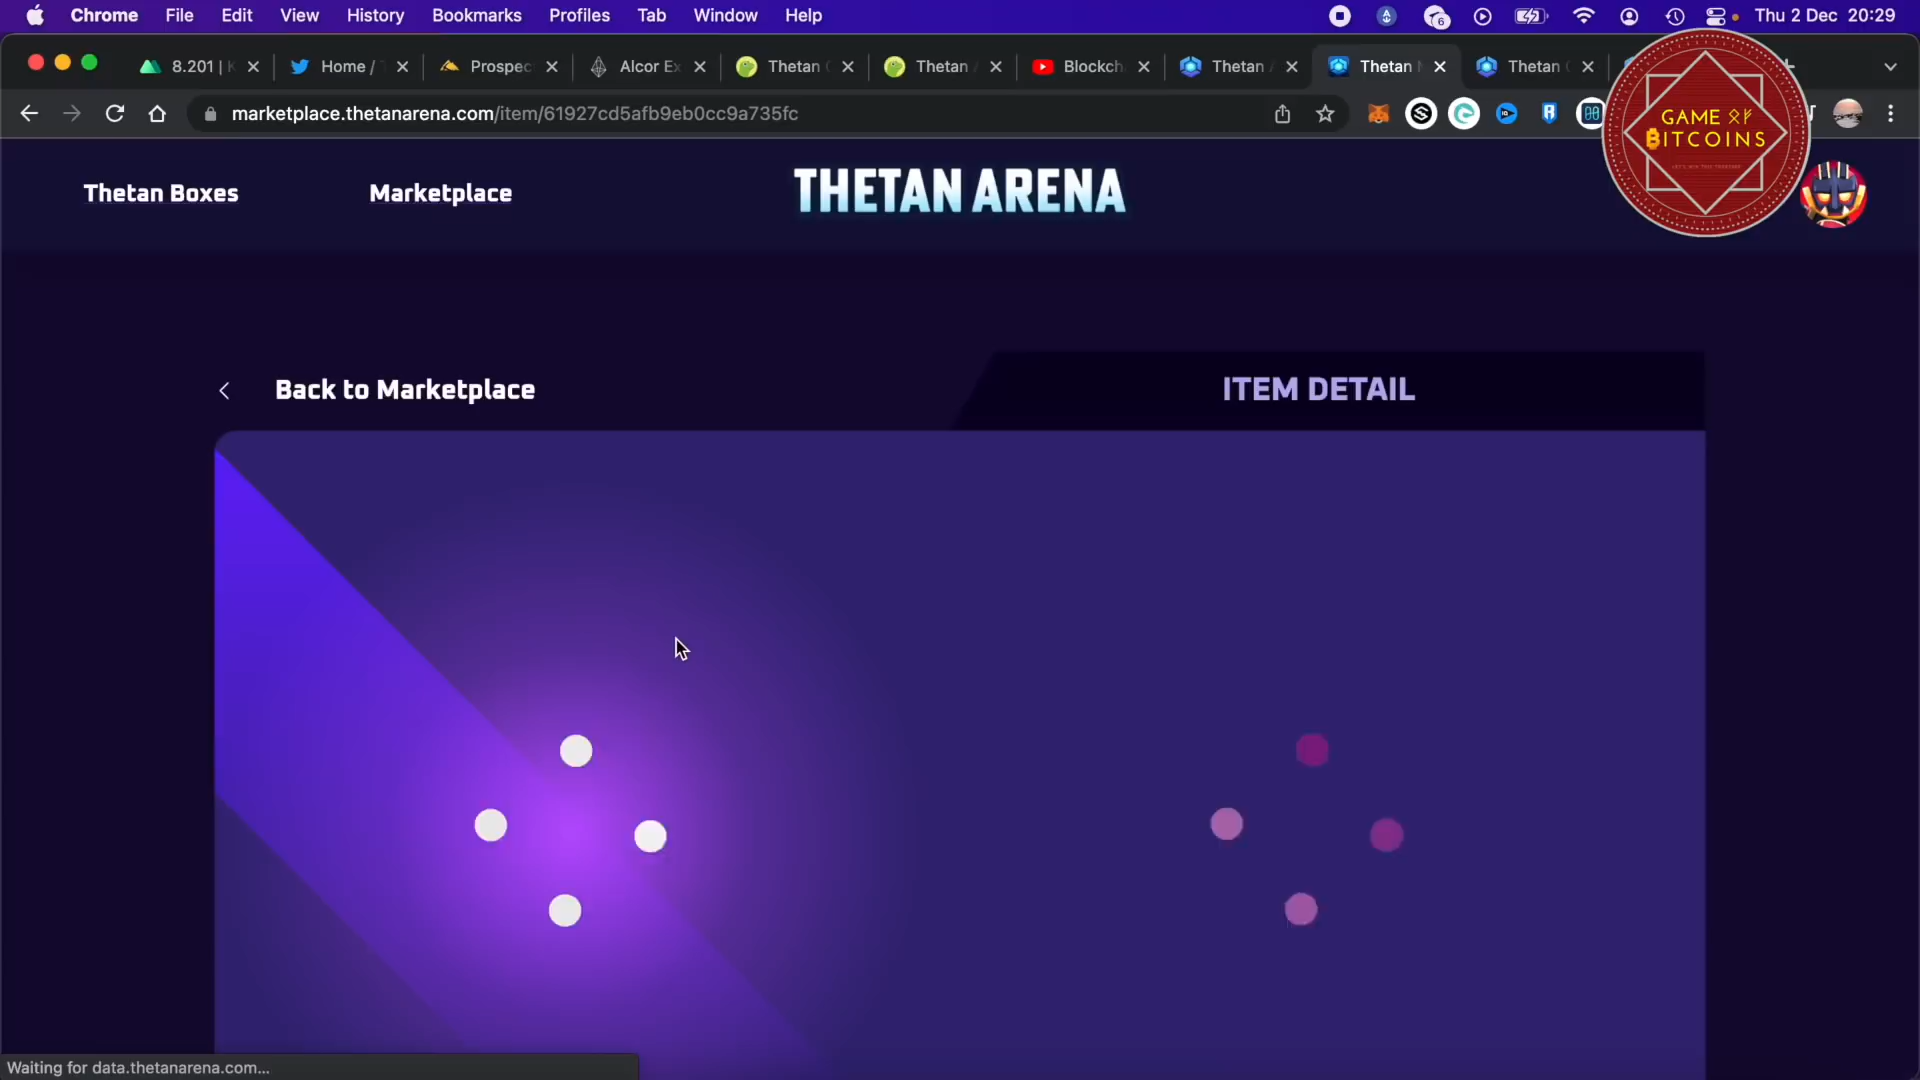 Chrome File Edit View History Bookmarks Profiles Tab Window Help 6 Thu 2 Dec 20:29
8.201 | Home / Prospec Alcor Ex Thetan Thetan Blockch Thetan Thetan Thetan
marketplace.thetanarena.com/item/61927cd5afb9eb0cc9a735fc
GAME OF
BITCOINS
Thetan Boxes Marketplace THETAN ARENA
Back to Marketplace ITEM DETAIL
Waiting for data.thetanarena.com...